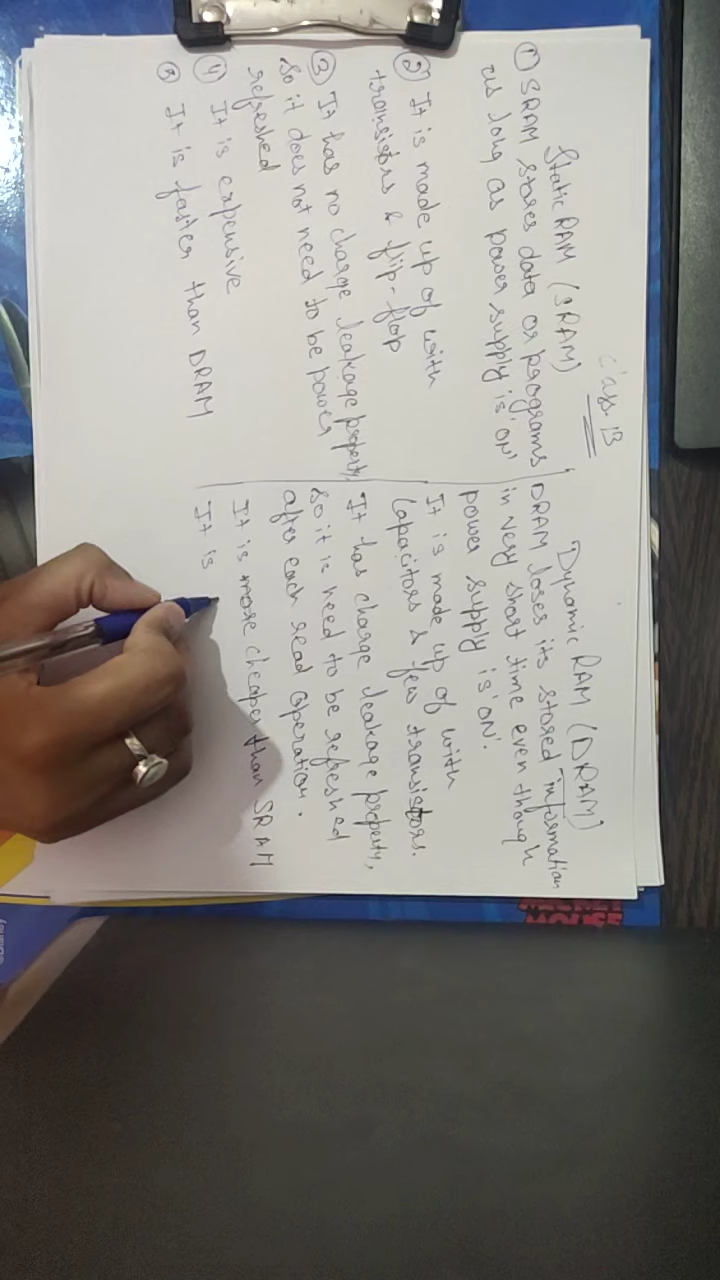 Class 13
Static RAM (SRAM)
① SRAM stores data or programs
as long as power supply is 'ON'
② It is made up of with
transistors & flip-flop
③ It has no charge leakage property,
so it does not need to be power
refreshed
④ It is expensive
⑤ It is faster than DRAM
Dynamic RAM (DRAM)
DRAM loses its stored information
in very short time even though
power supply is 'ON'.
It is made up of with
Capacitors & few transistors.
It has charge leakage property,
so it is need to be refreshed
after each read operation.
It is more cheaper than SRAM
It is